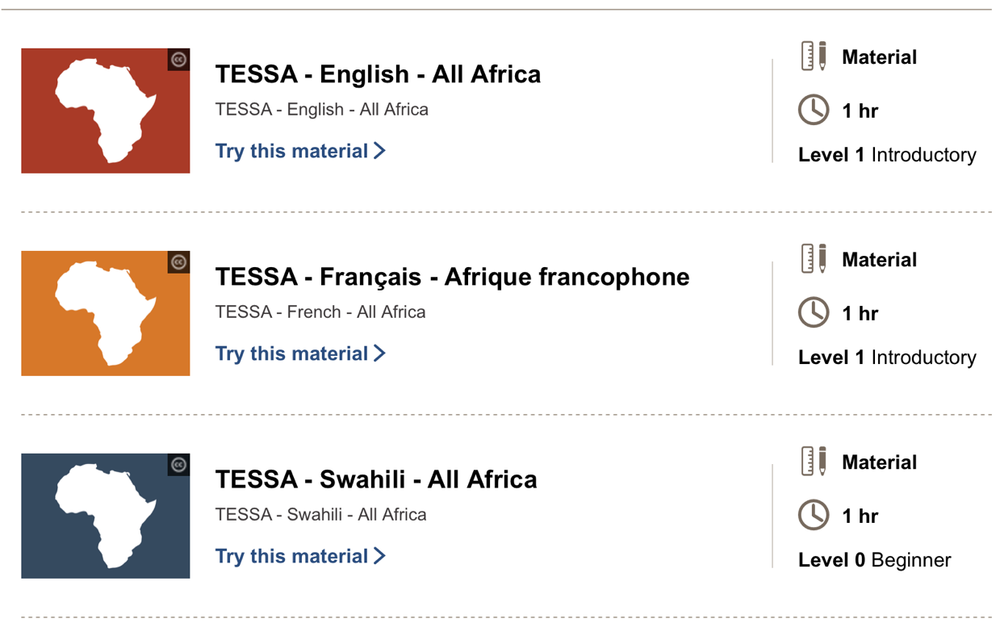 TESSA - English - All Africa
TESSA - English - All Africa
Try this material
Material
1 hr
Level 1 Introductory
TESSA - Français - Afrique francophone
TESSA - French - All Africa
Try this material
Material
1 hr
Level 1 Introductory
TESSA - Swahili - All Africa
TESSA - Swahili - All Africa
Try this material
Material
1 hr
Level 0 Beginner